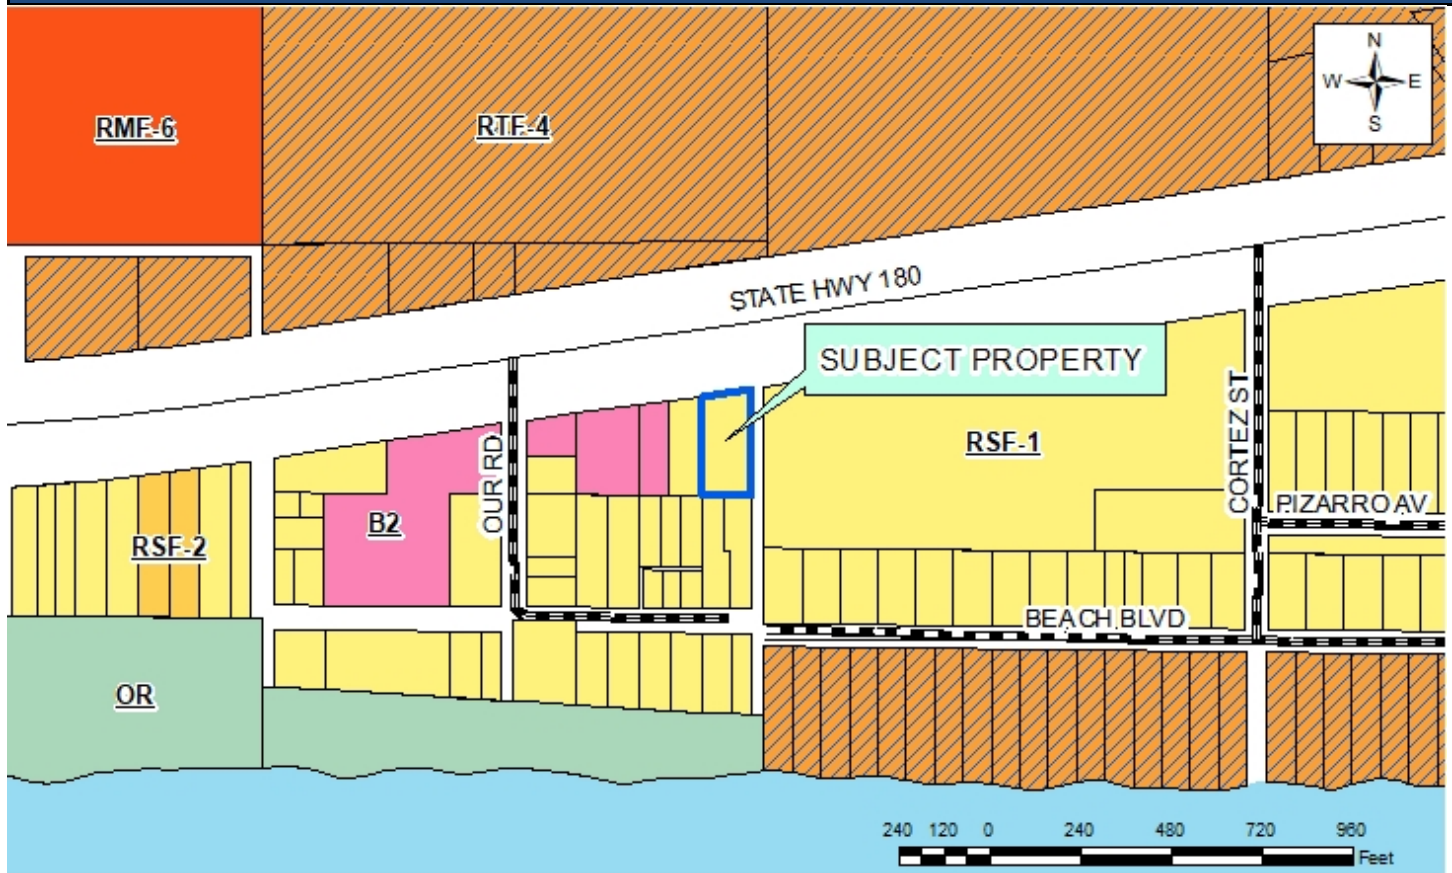 N
W E
S
RMF-6
RTF-4
STATE HWY 180
SUBJECT PROPERTY
RSF-1
CORTEZ ST
OUR RD
B2
RSF-2
PIZARRO AV
BEACH BLVD
OR
240 120 0 240 480 720 960
Feet